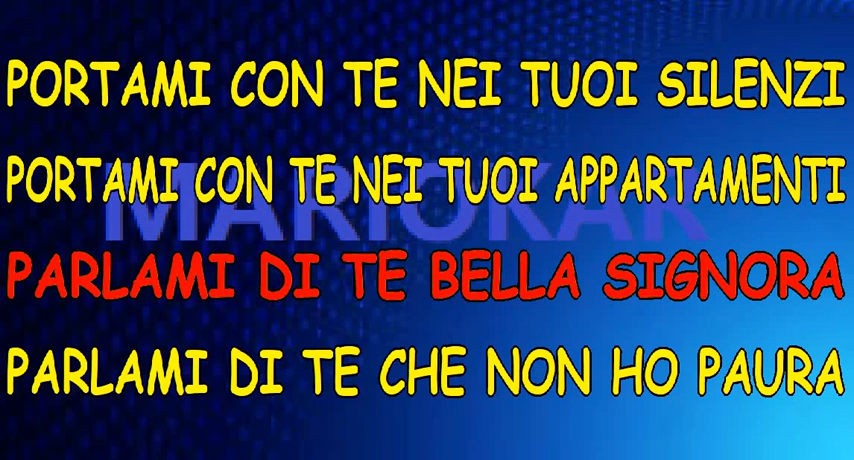 PORTAMI CON TE NEI TUOI SILENZI
PORTAMI CON TE NEI TUOI APPARTAMENTI
MARIOKAR
PARLAMI DI TE BELLA SIGNORA
PARLAMI DI TE CHE NON HO PAURA